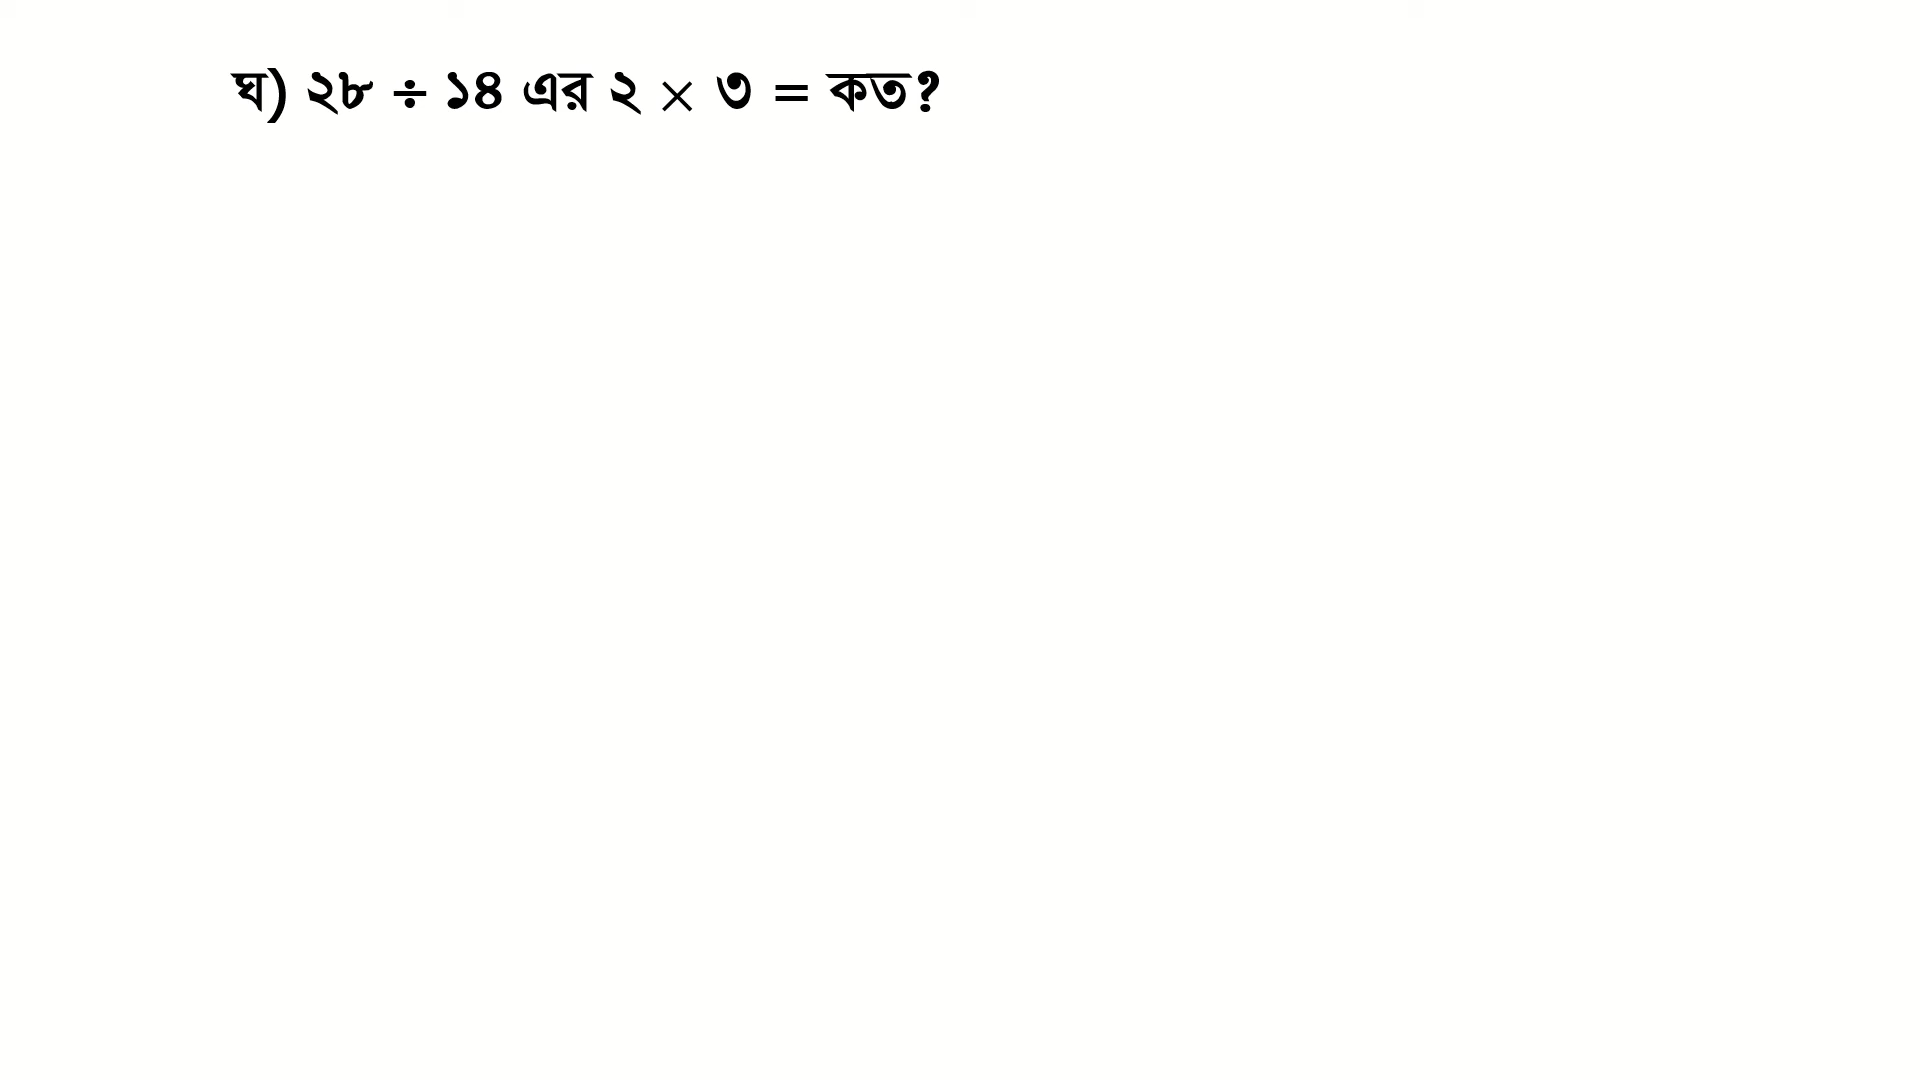 ঘ) ২৮ ÷ ১৪ এর ২ × ৩ = কত?